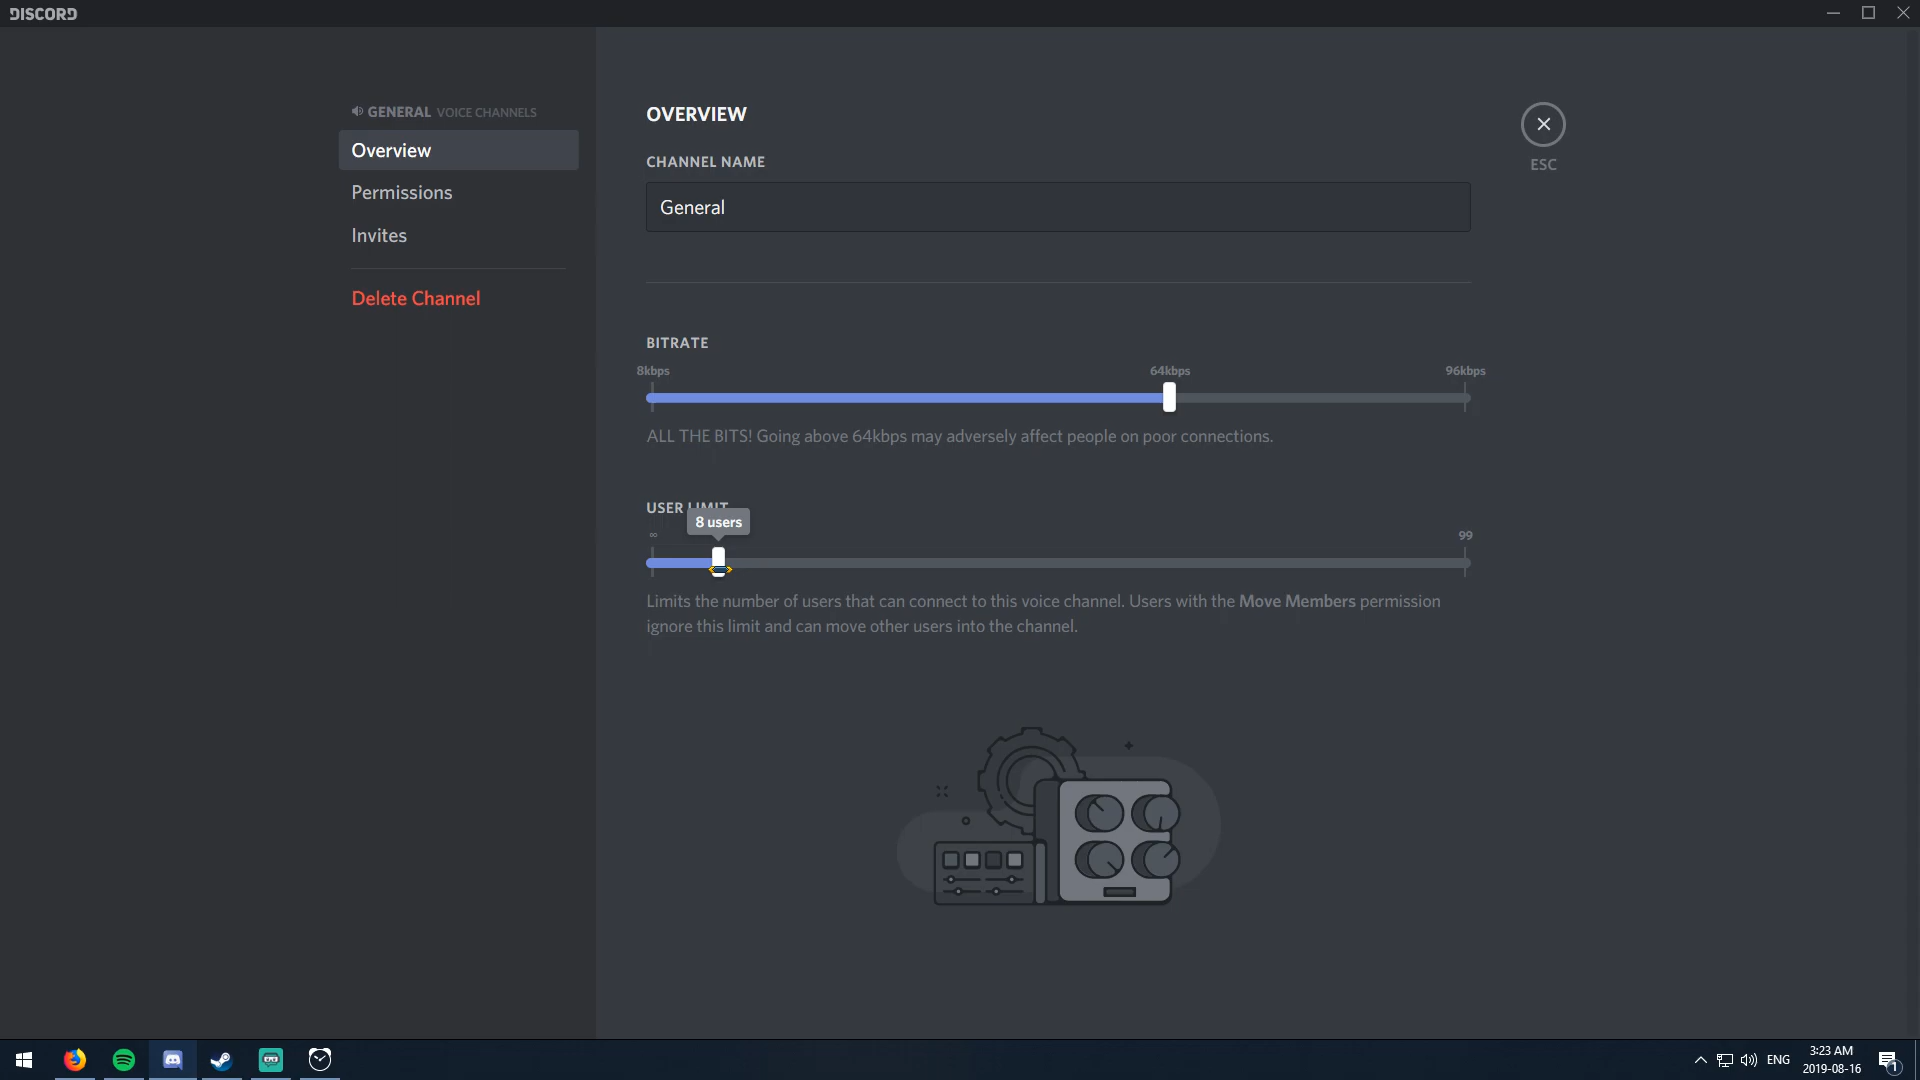 DISCORD
GENERAL VOICE CHANNELS
Overview
Permissions
Invites
Delete Channel
OVERVIEW
CHANNEL NAME
General
ESC
BITRATE
8kbps 64kbps 96kbps
ALL THE BITS! Going above 64kbps may adversely affect people on poor connections.
USER LIMIT
8 users
∞ 99
Limits the number of users that can connect to this voice channel. Users with the Move Members permission
ignore this limit and can move other users into the channel.
ENG
3:23 AM
2019-08-16
1